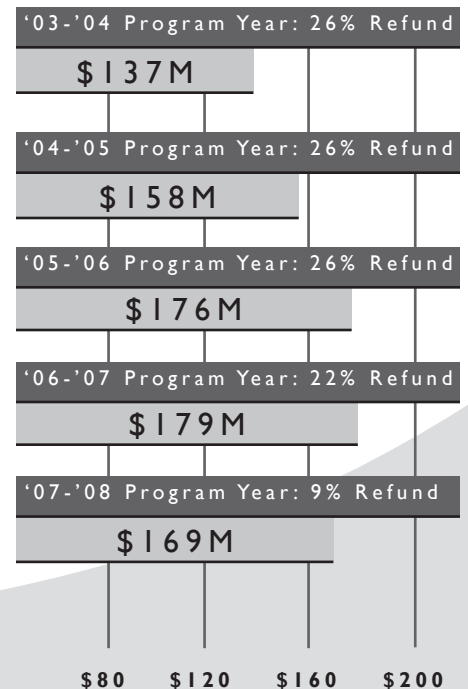 ‘03-‘04 Program Year: 26% Refund
$137M
‘04-‘05 Program Year: 26% Refund
$158M
‘05-‘06 Program Year: 26% Refund
$176M
‘06-‘07 Program Year: 22% Refund
$179M
‘07-‘08 Program Year: 9% Refund
$169M
$80 $120 $160 $200